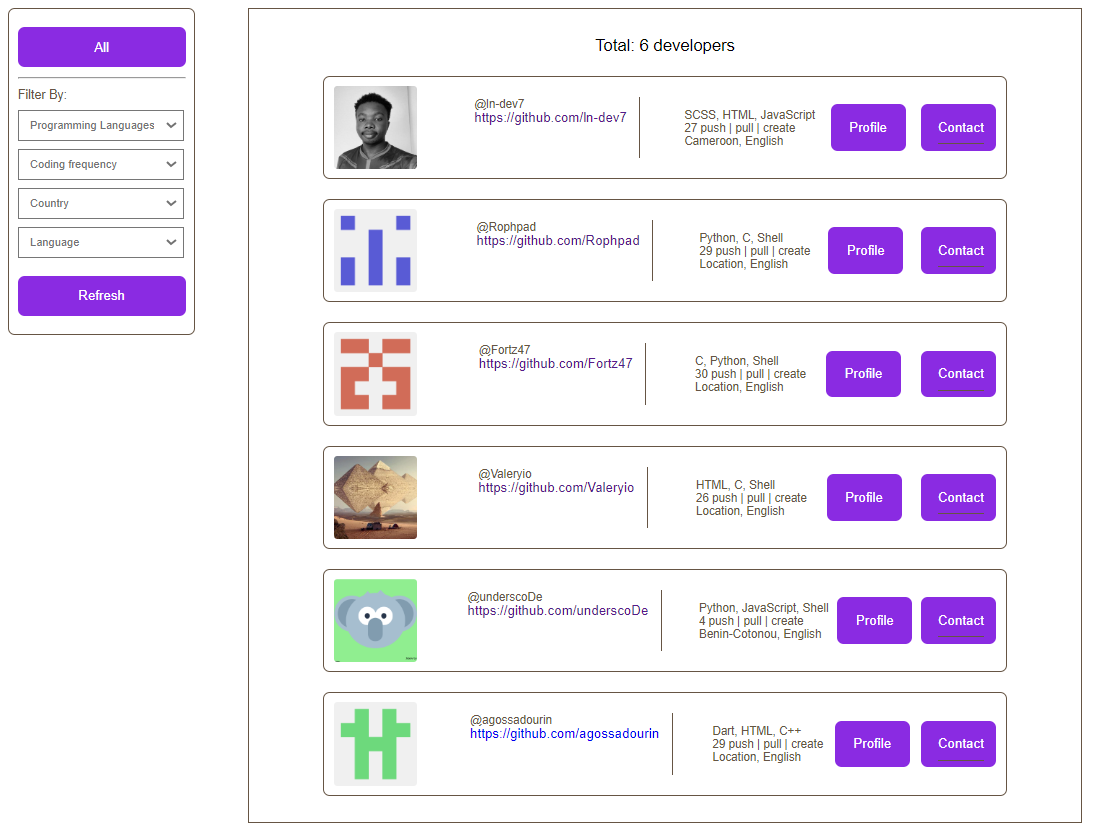 All
Filter By:
Programming Languages
Coding frequency
Country
Language
Refresh
Total: 6 developers
@ln-dev7
https://github.com/ln-dev7
SCSS, HTML, JavaScript
27 push | pull | create
Cameroon, English
Profile
Contact
@Rophpad
https://github.com/Rophpad
Python, C, Shell
29 push | pull | create
Location, English
Profile
Contact
@Fortz47
https://github.com/Fortz47
C, Python, Shell
30 push | pull | create
Location, English
Profile
Contact
@Valeryio
https://github.com/Valeryio
HTML, C, Shell
26 push | pull | create
Location, English
Profile
Contact
@underscoDe
https://github.com/underscoDe
Python, JavaScript, Shell
4 push | pull | create
Benin-Cotonou, English
Profile
Contact
@agossadourin
https://github.com/agossadourin
Dart, HTML, C++
29 push | pull | create
Location, English
Profile
Contact